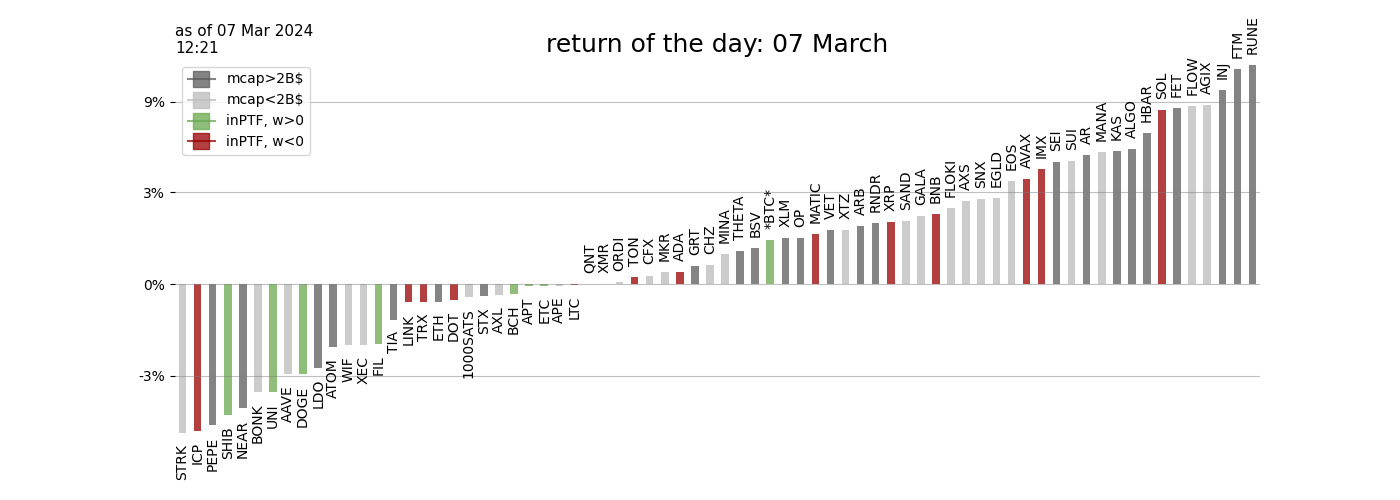 as of 07 Mar 2024
12:21
return of the day: 07 March
mcap>2B$
mcap<2B$
inPTF, w>0
inPTF, w<0
9%
3%
0%
-3%
STRK
ICP
PEPE
SHIB
NEAR
BONK
UNI
AAVE
DOGE
LDO
ATOM
WIF
XEC
FIL
TIA
LINK
TRX
ETH
DOT
1000SATS
STX
AXL
BCH
APT
ETC
APE
LTC
QNT
XMR
ORDI
TON
CFX
MKR
ADA
GRT
CHZ
MINA
THETA
BSV
*BTC*
XLM
OP
MATIC
VET
XTZ
ARB
RNDR
XRP
SAND
GALA
BNB
FLOKI
AXS
SNX
EGLD
EOS
AVAX
IMX
SEI
SUI
AR
MANA
KAS
ALGO
HBAR
SOL
FET
FLOW
AGIX
INJ
FTM
RUNE